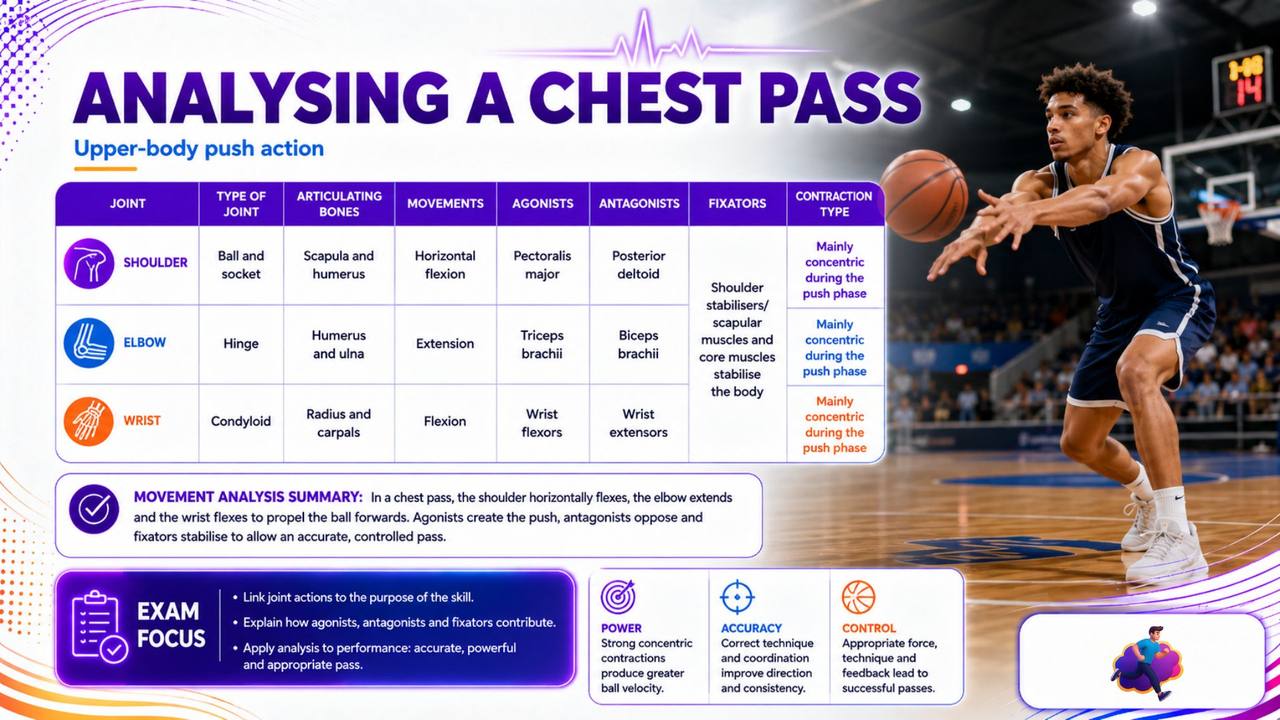 ANALYSING A CHEST PASS
Upper-body push action
JOINT
TYPE OF
JOINT
ARTICULATING
BONES
MOVEMENTS
AGONISTS
ANTAGONISTS
FIXATORS
CONTRACTION
TYPE
SHOULDER
Ball and
socket
Scapula and
humerus
Horizontal
flexion
Pectoralis
major
Posterior
deltoid
Shoulder
stabilisers/
scapular
muscles and
core muscles
stabilise
the body
Mainly
concentric
during the
push phase
ELBOW
Hinge
Humerus
and ulna
Extension
Triceps
brachii
Biceps
brachii
Mainly
concentric
during the
push phase
WRIST
Condyloid
Radius and
carpals
Flexion
Wrist
flexors
Wrist
extensors
Mainly
concentric
during the
push phase
MOVEMENT ANALYSIS SUMMARY: In a chest pass, the shoulder horizontally flexes, the elbow extends
and the wrist flexes to propel the ball forwards. Agonists create the push, antagonists oppose and
fixators stabilise to allow an accurate, controlled pass.
EXAM
FOCUS
• Link joint actions to the purpose of the skill.
• Explain how agonists, antagonists and fixators contribute.
• Apply analysis to performance: accurate, powerful
and appropriate pass.
POWER
Strong concentric
contractions
produce greater
ball velocity.
ACCURACY
Correct technique
and coordination
improve direction
and consistency.
CONTROL
Appropriate force,
technique and
feedback lead to
successful passes.
14